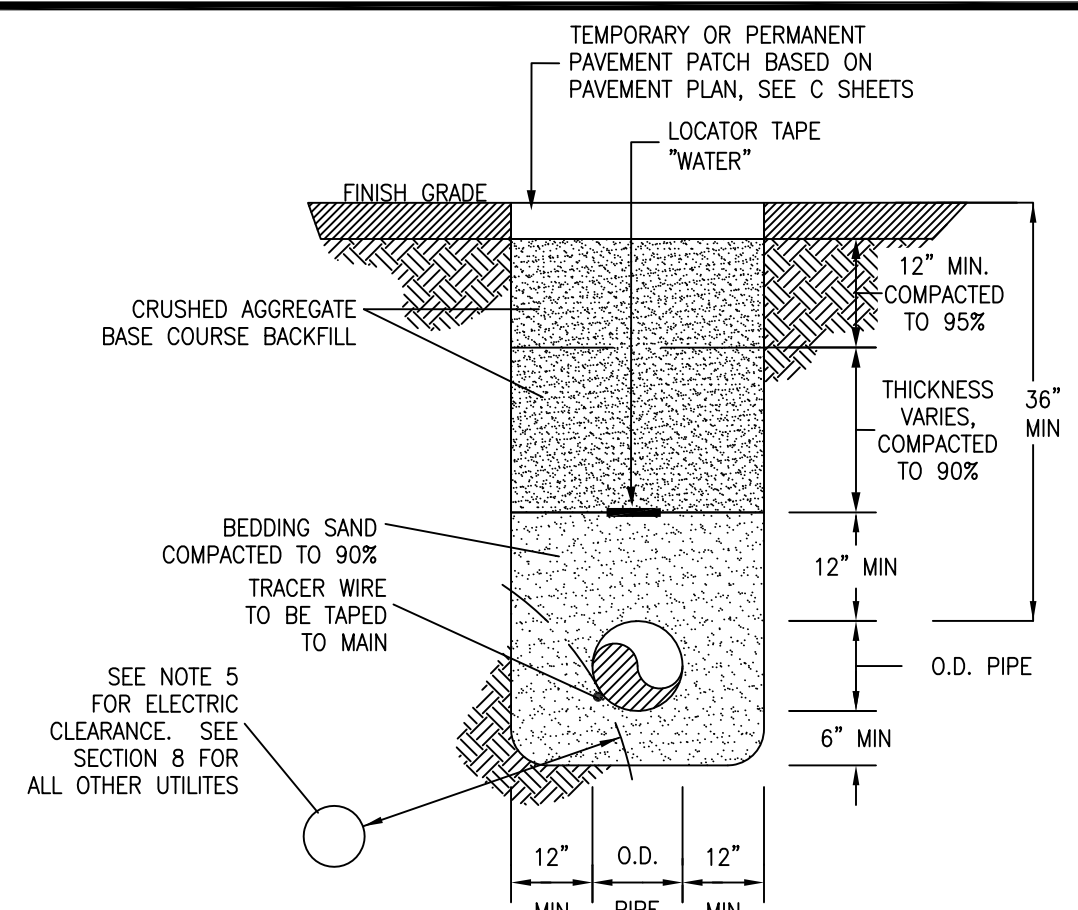 TEMPORARY OR PERMANENT
PAVEMENT PATCH BASED ON
PAVEMENT PLAN, SEE C SHEETS
LOCATOR TAPE
"WATER"
FINISH GRADE
12" MIN.
COMPACTED
TO 95%
CRUSHED AGGREGATE
BASE COURSE BACKFILL
THICKNESS
VARIES,
COMPACTED
TO 90%
36"
MIN
BEDDING SAND
COMPACTED TO 90%
12" MIN
TRACER WIRE
TO BE TAPED
TO MAIN
O.D. PIPE
SEE NOTE 5
FOR ELECTRIC
CLEARANCE. SEE
SECTION 8 FOR
ALL OTHER UTILITES
6" MIN
12" O.D. 12"
MIN PIPE MIN